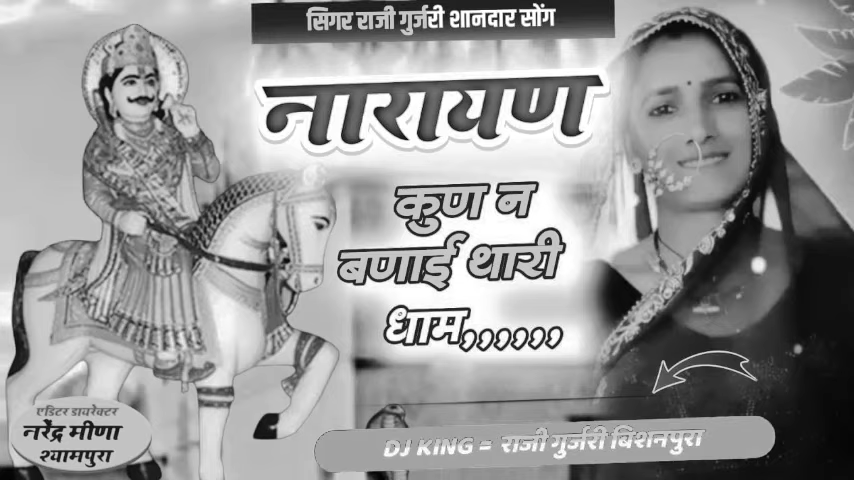 सिगर राजी गुर्जरी शानदार सोंग
नारायण
कुण न
बणाई थारी
धाम,,,,,,
एडिटर डायरेक्टर
नरेंद्र मीणा
श्यामपुरा
DJ KING = राजी गुर्जरी बिशनपुरा